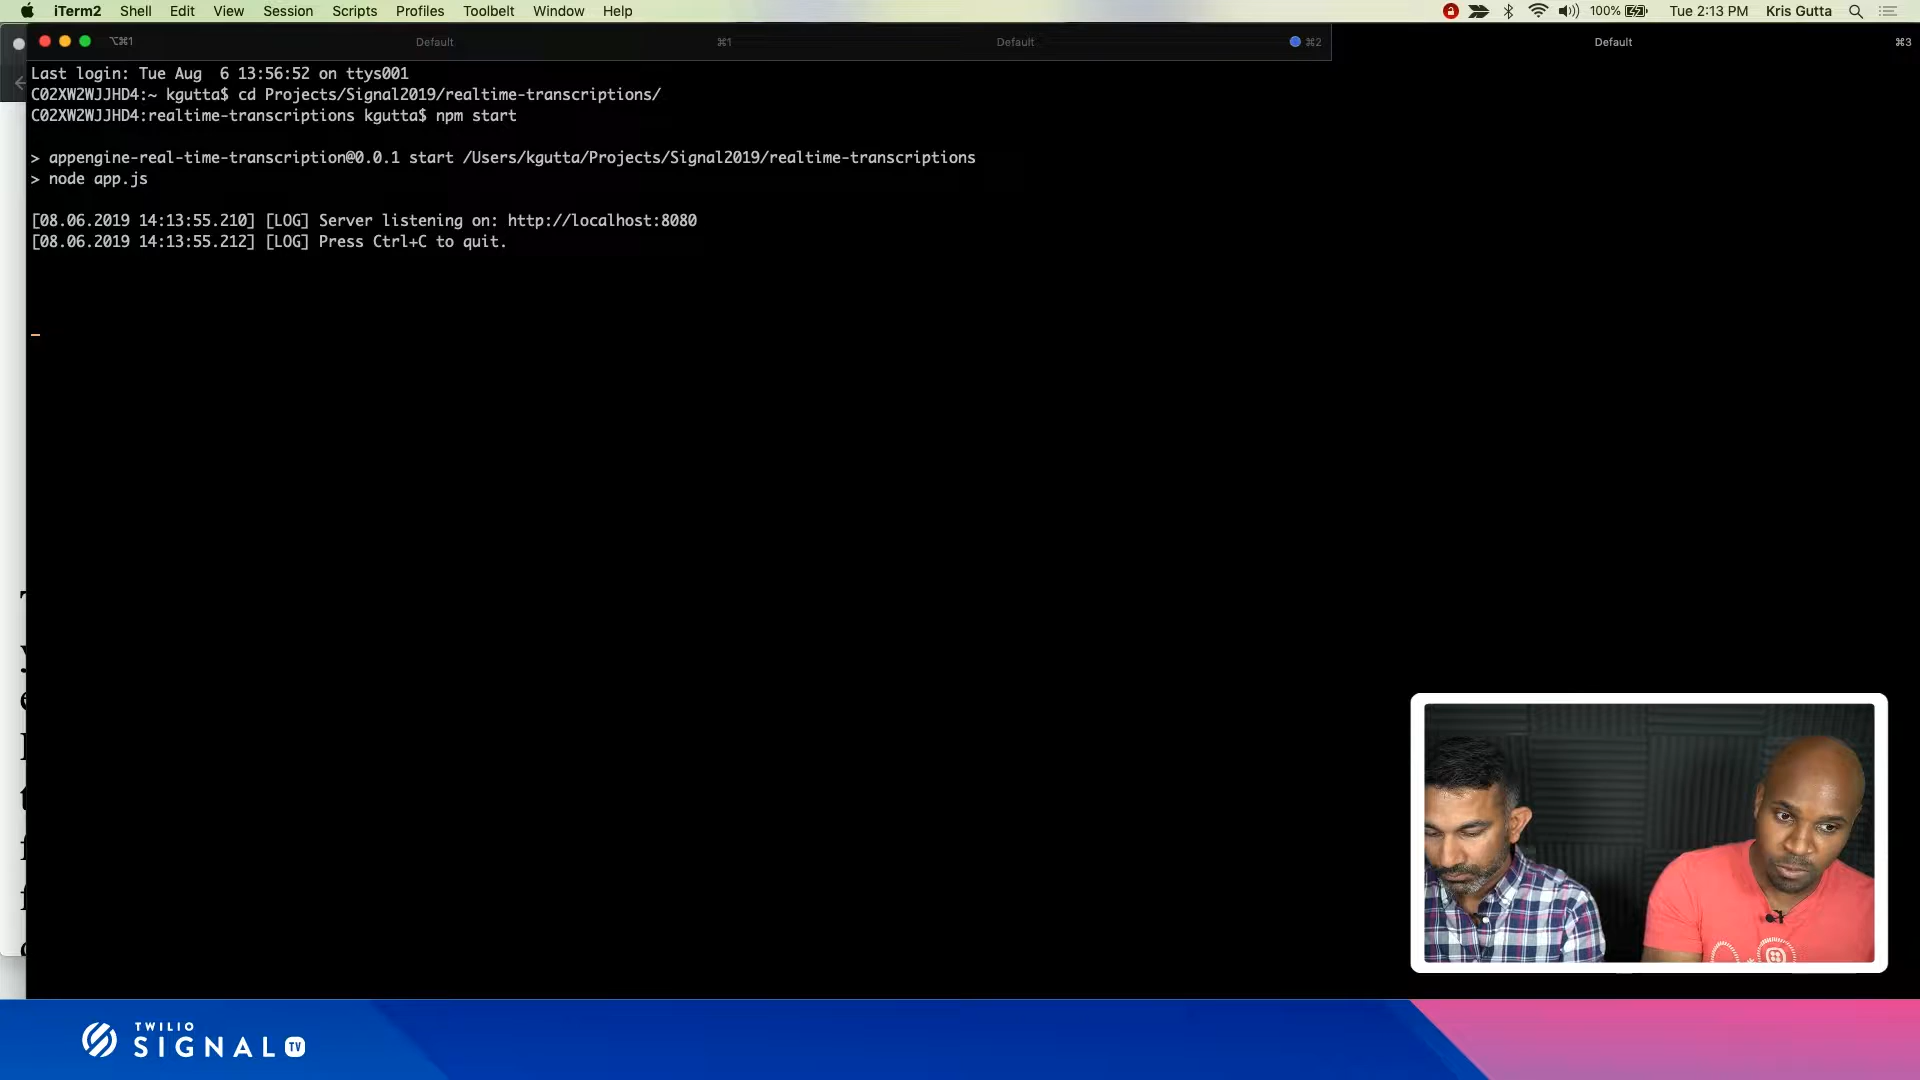 iTerm2 Shell Edit View Session Scripts Profiles Toolbelt Window Help 100% Tue 2:13 PM Kris Gutta
⌥⌘1 Default ⌘1 Default ⌘2 Default ⌘3
Last login: Tue Aug  6 13:56:52 on ttys001
C02XW2WJJHD4:~ kgutta$ cd Projects/Signal2019/realtime-transcriptions/
C02XW2WJJHD4:realtime-transcriptions kgutta$ npm start
> appengine-real-time-transcription@0.0.1 start /Users/kgutta/Projects/Signal2019/realtime-transcriptions
> node app.js
[08.06.2019 14:13:55.210] [LOG] Server listening on: http://localhost:8080
[08.06.2019 14:13:55.212] [LOG] Press Ctrl+C to quit.
TWILIO
SIGNAL TV